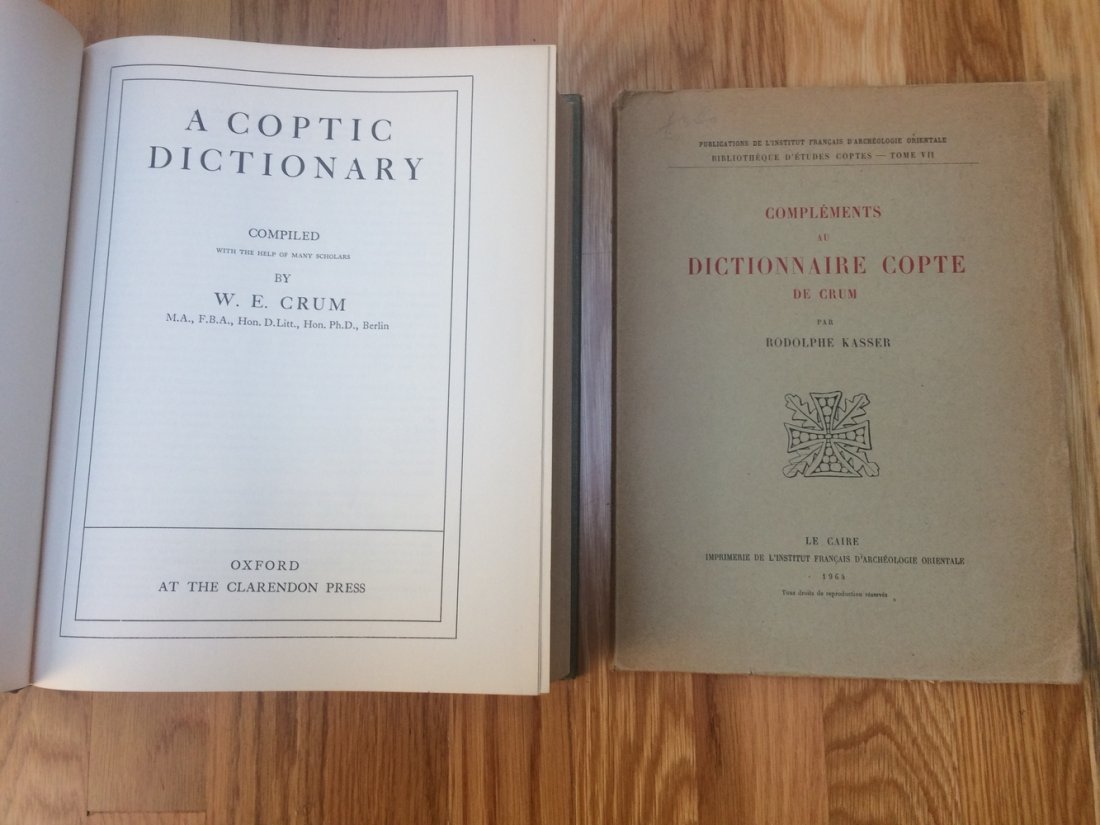 A COPTIC
DICTIONARY
COMPILED
WITH THE HELP OF MANY SCHOLARS
BY
W. E. CRUM
M.A., F.B.A., Hon. D.Litt., Hon. Ph.D., Berlin
OXFORD
AT THE CLARENDON PRESS
PUBLICATIONS DE L'INSTITUT FRANÇAIS D'ARCHÉOLOGIE ORIENTALE
BIBLIOTHÈQUE D'ÉTUDES COPTES — TOME VII
COMPLÉMENTS
AU
DICTIONNAIRE COPTE
DE CRUM
PAR
RODOLPHE KASSER
LE CAIRE
IMPRIMERIE DE L'INSTITUT FRANÇAIS D'ARCHÉOLOGIE ORIENTALE
1964
Tous droits de reproduction réservés